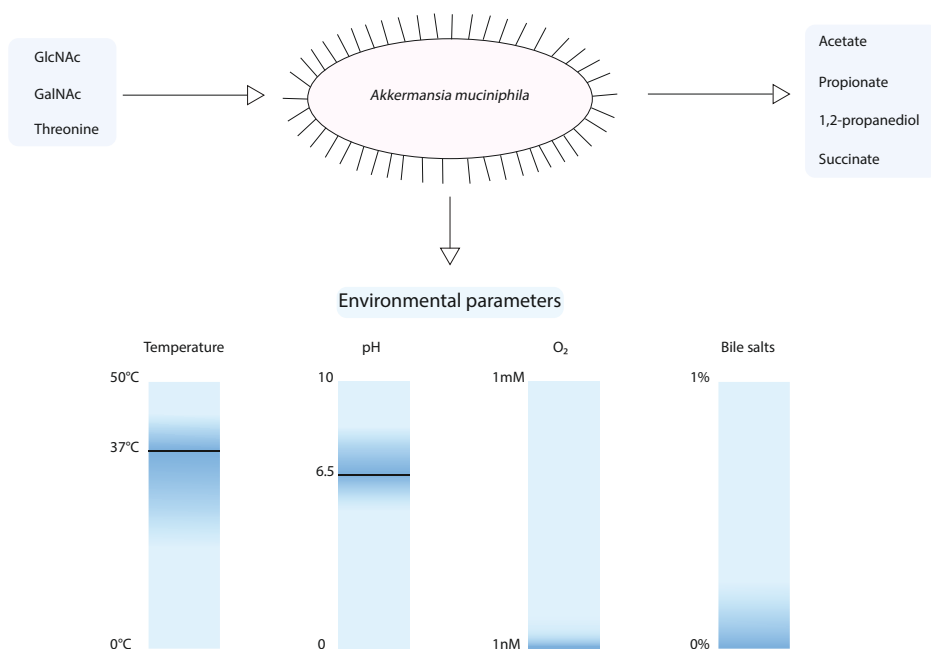 GlcNAc
GalNAc
Threonine
Akkermansia muciniphila
Acetate
Propionate
1,2-propanediol
Succinate
Environmental parameters
Temperature
50°C
37°C
0°C
pH
10
6.5
0
O₂
1mM
1nM
Bile salts
1%
0%